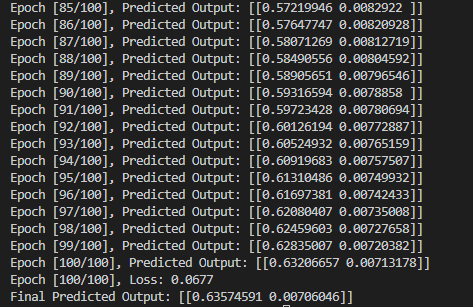 Epoch [85/100], Predicted Output: [[0.57219946 0.0082922 ]]
Epoch [86/100], Predicted Output: [[0.57647747 0.00820928]]
Epoch [87/100], Predicted Output: [[0.58071269 0.00812719]]
Epoch [88/100], Predicted Output: [[0.58490556 0.00804592]]
Epoch [89/100], Predicted Output: [[0.58905651 0.00796546]]
Epoch [90/100], Predicted Output: [[0.59316594 0.0078858 ]]
Epoch [91/100], Predicted Output: [[0.59723428 0.00780694]]
Epoch [92/100], Predicted Output: [[0.60126194 0.00772887]]
Epoch [93/100], Predicted Output: [[0.60524932 0.00765159]]
Epoch [94/100], Predicted Output: [[0.60919683 0.00757507]]
Epoch [95/100], Predicted Output: [[0.61310486 0.00749932]]
Epoch [96/100], Predicted Output: [[0.61697381 0.00742433]]
Epoch [97/100], Predicted Output: [[0.62080407 0.00735008]]
Epoch [98/100], Predicted Output: [[0.62459603 0.00727658]]
Epoch [99/100], Predicted Output: [[0.62835007 0.00720382]]
Epoch [100/100], Predicted Output: [[0.63206657 0.00713178]]
Epoch [100/100], Loss: 0.0677
Final Predicted Output: [[0.63574591 0.00706046]]